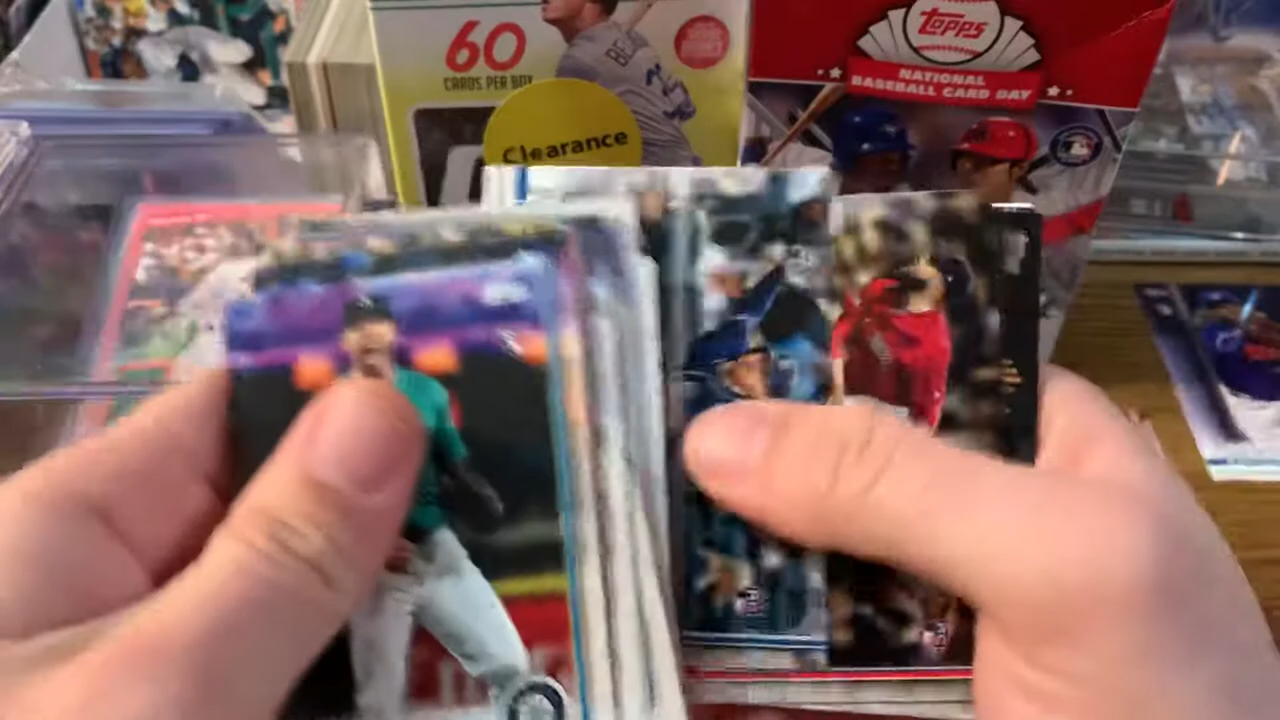 60
CARDS PER BOX
Clearance
Topps
NATIONAL
BASEBALL CARD DAY